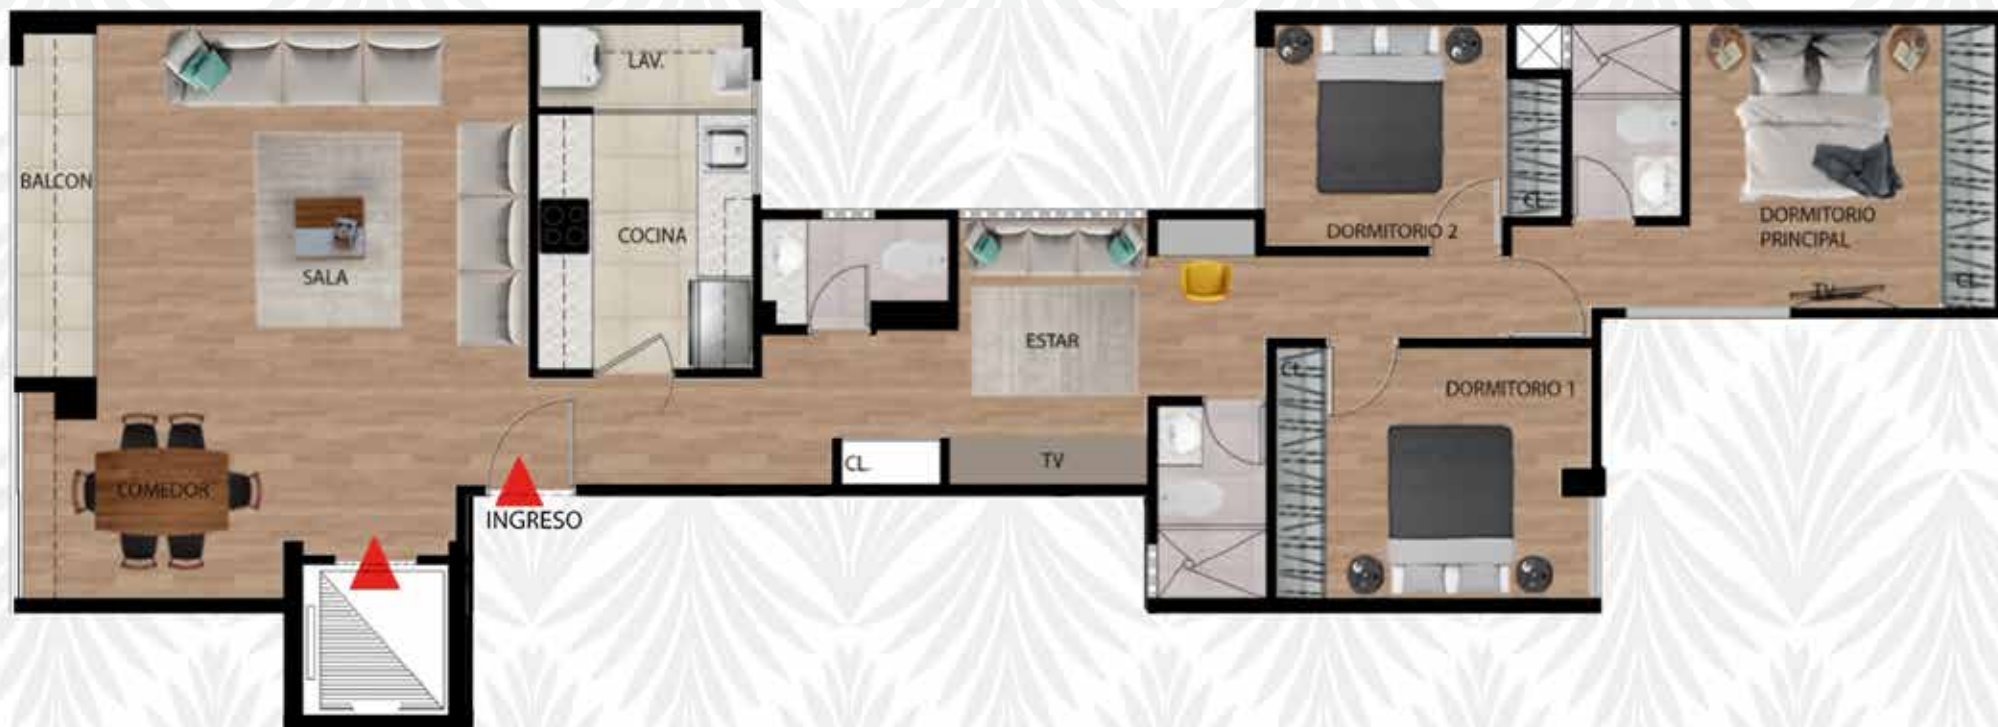 LAV.
BALCON
SALA
COCINA
CL.
DORMITORIO 2
DORMITORIO
PRINCIPAL
TV
CL.
ESTAR
CL.
DORMITORIO 1
COMEDOR
CL.
TV
INGRESO